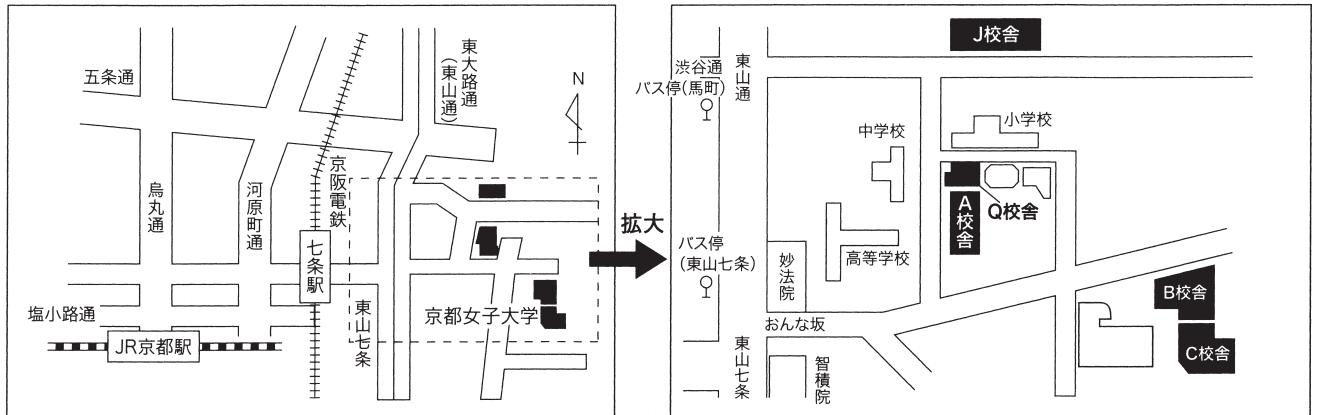 五条通
東大路通
(東山通)
N
京阪電鉄
烏丸通
河原町通
七条駅
塩小路通
JR京都駅
東山七条
京都女子大学
拡大
J校舎
渋谷通
バス停(馬町)
東山通
中学校
小学校
A校舎
Q校舎
バス停
(東山七条)
妙法院
高等学校
おんな坂
B校舎
C校舎
東山七条
智積院